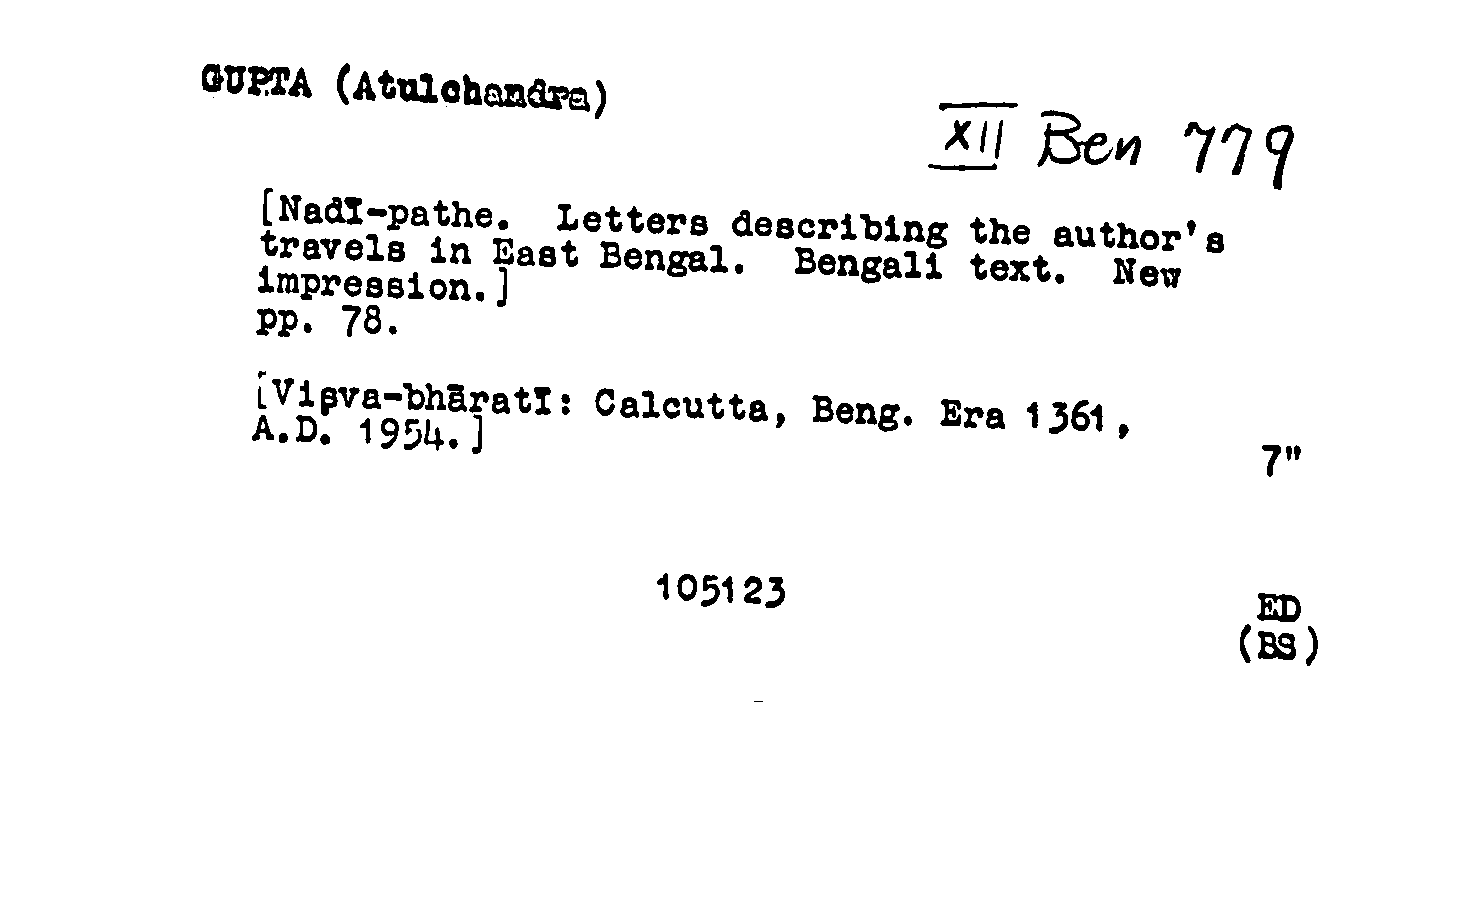 GUPTA (Atulchandra)
XII Ben 779
[Nadī-pathe. Letters describing the author's
travels in East Bengal. Bengali text. New
impression.]
pp. 78.
[Viṣva-bhāratī: Calcutta, Beng. Era 1361,
A.D. 1954.]
7"
105123
ED
(BS)